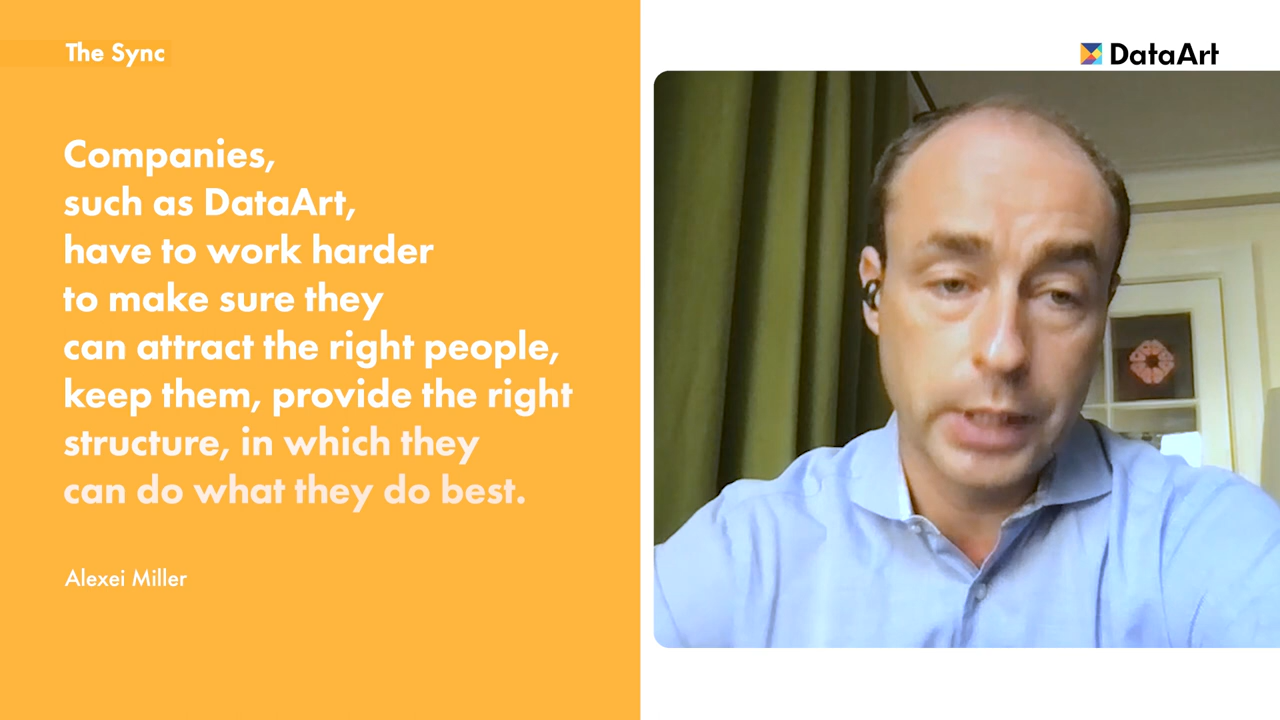 The Sync
DataArt
Companies,
such as DataArt,
have to work harder
to make sure they
can attract the right people,
keep them, provide the right
structure, in which they
can do what they do best.
Alexei Miller